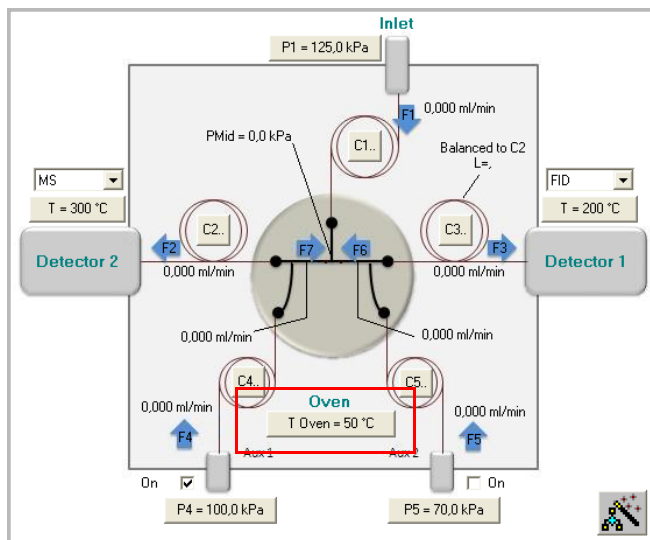 Inlet
P1 = 125,0 kPa
F1
0,000 ml/min
PMid = 0,0 kPa
C1..
Balanced to C2
L=,
MS
FID
T = 300 °C
T = 200 °C
C2..
C3..
F2
F7
F6
F3
Detector 2
Detector 1
0,000 ml/min
0,000 ml/min
0,000 ml/min
0,000 ml/min
C4..
C5..
Oven
0,000 ml/min
T Oven = 50 °C
0,000 ml/min
F4
F5
Aux 1
Aux 2
On
On
P4 = 100,0 kPa
P5 = 70,0 kPa